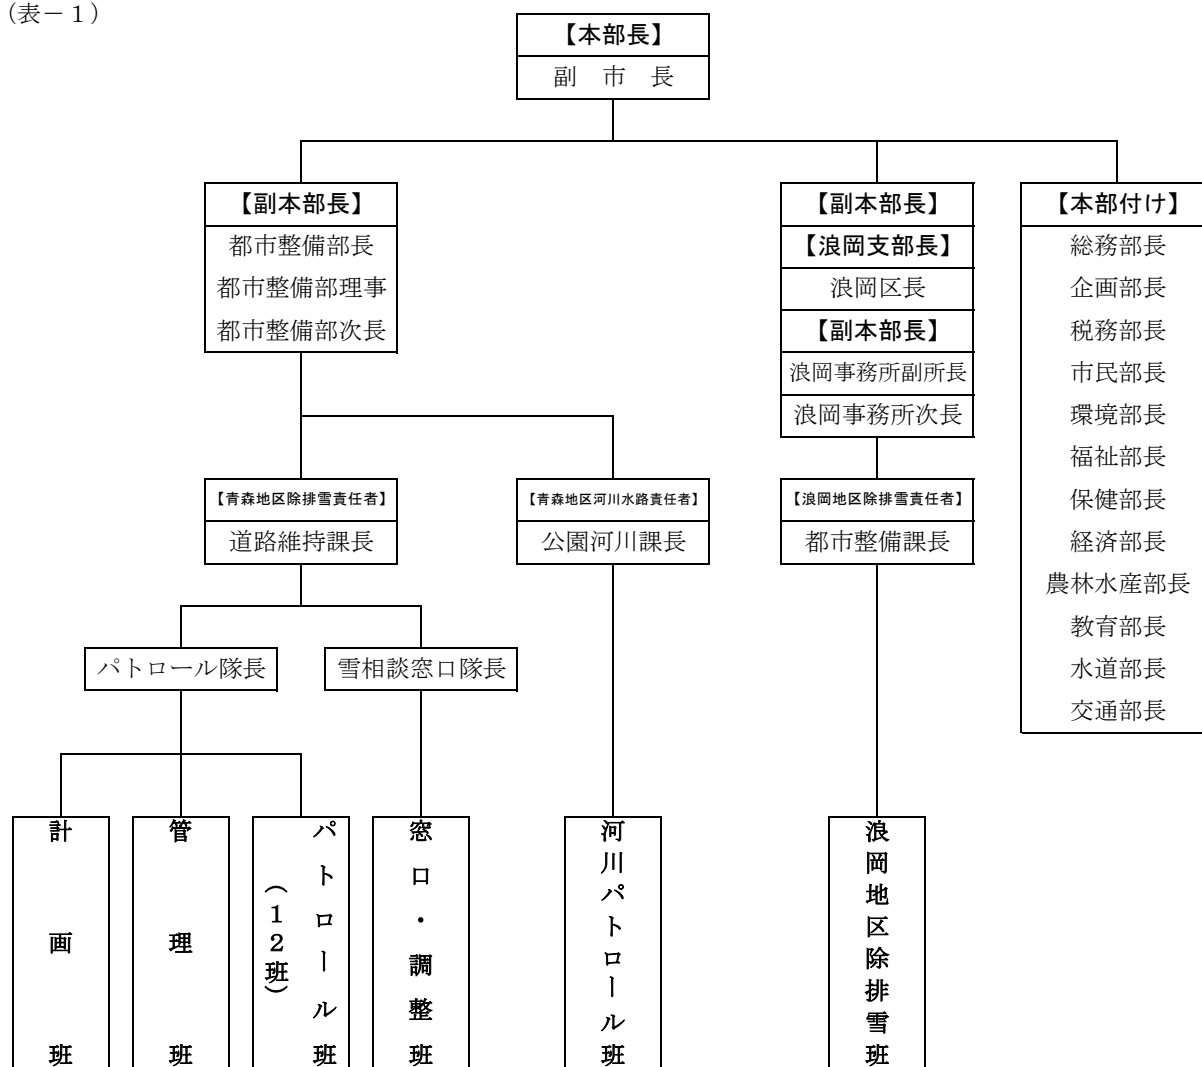 (表－１)
【本部長】
副　市　長
【副本部長】
都市整備部長
都市整備部理事
都市整備部次長
【副本部長】
【浪岡支部長】
浪岡区長
【副本部長】
浪岡事務所副所長
浪岡事務所次長
【本部付け】
総務部長
企画部長
税務部長
市民部長
環境部長
福祉部長
保健部長
経済部長
農林水産部長
教育部長
水道部長
交通部長
【青森地区除排雪責任者】
道路維持課長
【青森地区河川水路責任者】
公園河川課長
【浪岡地区除排雪責任者】
都市整備課長
パトロール隊長
雪相談窓口隊長
計画班
管理班
パトロール班
(12班)
窓口・調整班
河川パトロール班
浪岡地区除排雪班